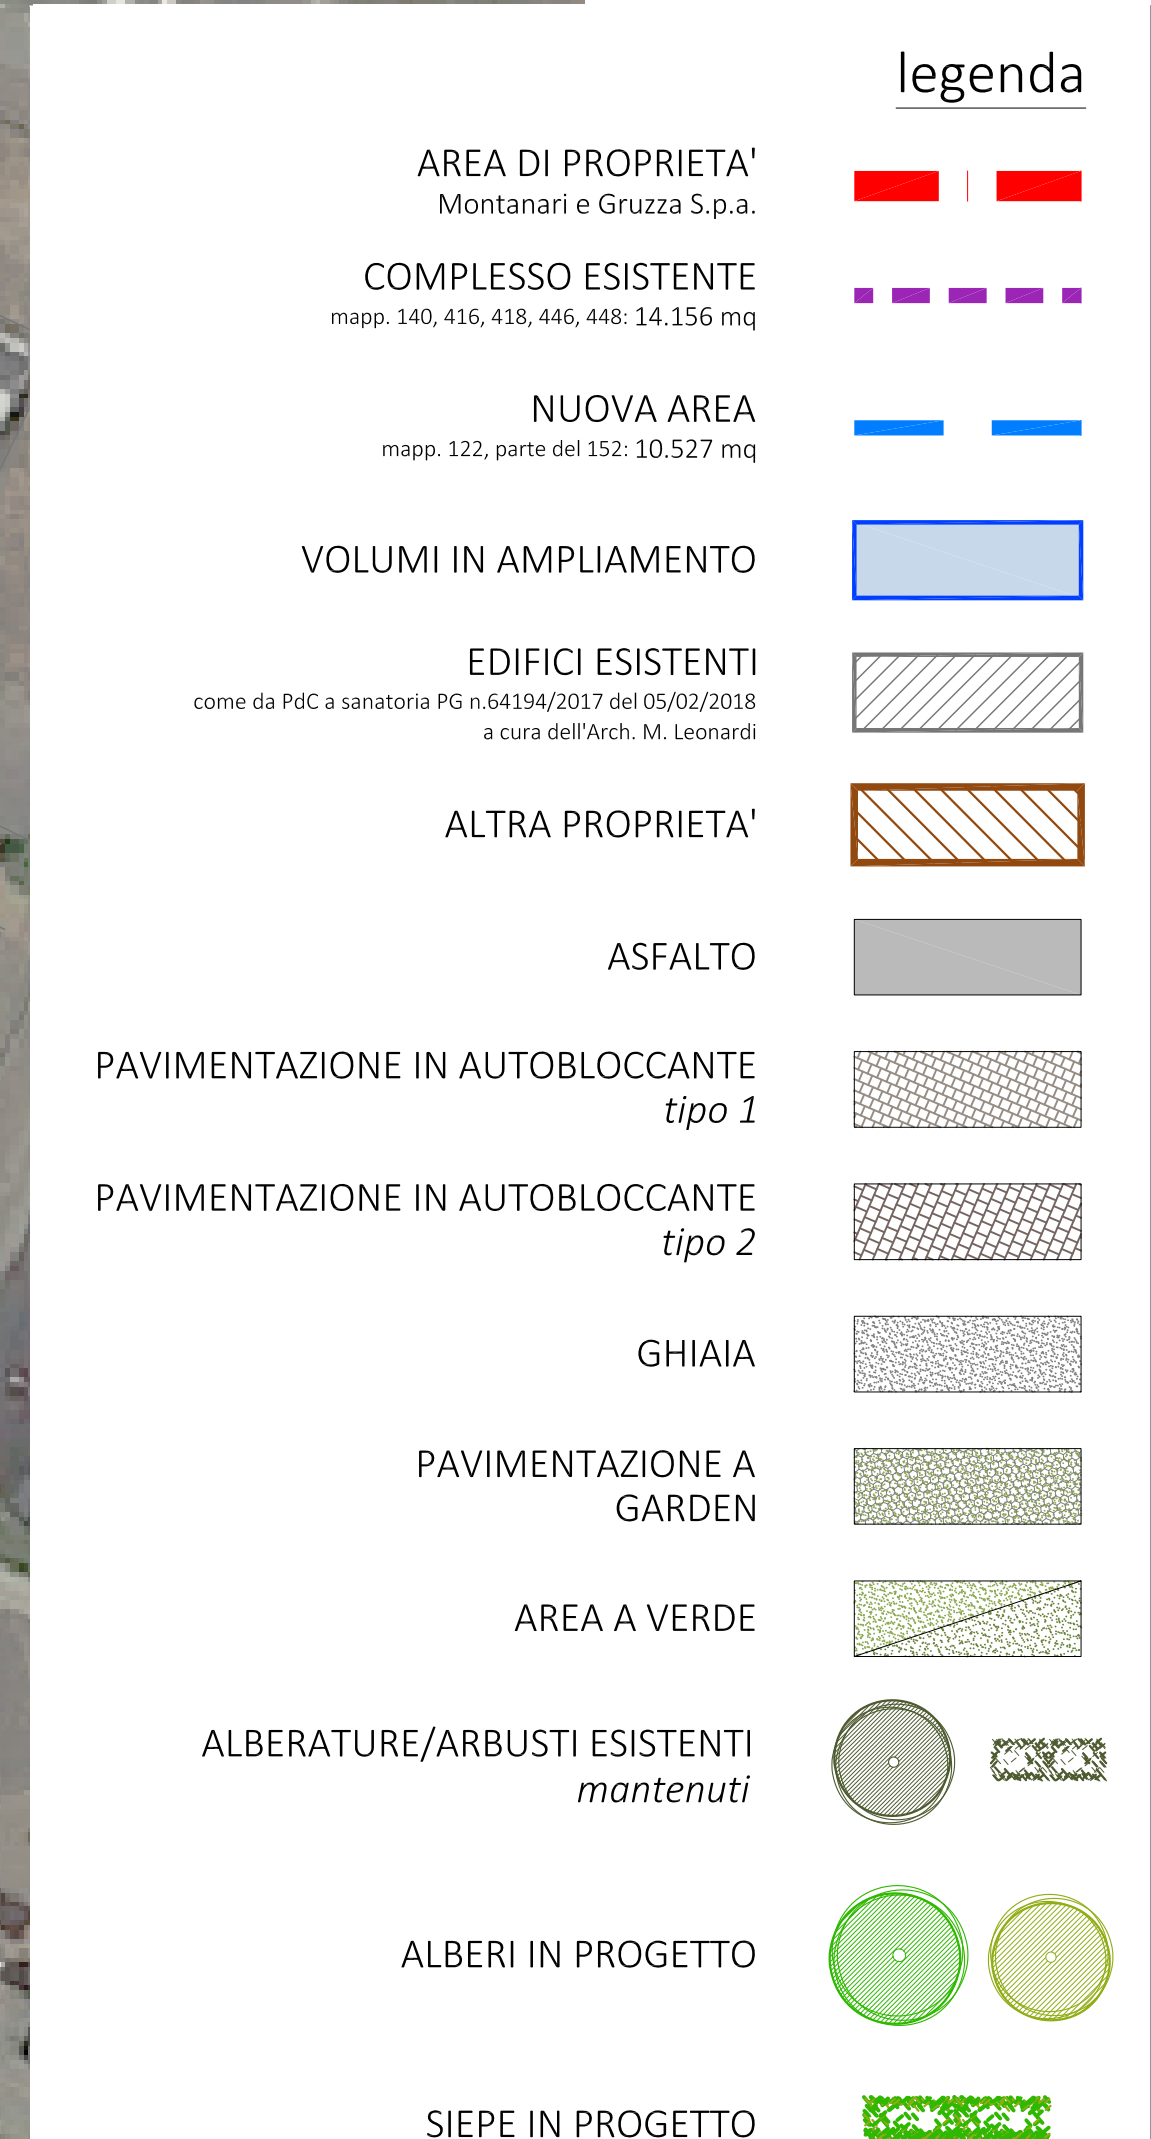 legenda
AREA DI PROPRIETA'
Montanari e Gruzza S.p.a.
COMPLESSO ESISTENTE
mapp. 140, 416, 418, 446, 448: 14.156 mq
NUOVA AREA
mapp. 122, parte del 152: 10.527 mq
VOLUMI IN AMPLIAMENTO
EDIFICI ESISTENTI
come da PdC a sanatoria PG n.64194/2017 del 05/02/2018
a cura dell'Arch. M. Leonardi
ALTRA PROPRIETA'
ASFALTO
PAVIMENTAZIONE IN AUTOBLOCCANTE
tipo 1
PAVIMENTAZIONE IN AUTOBLOCCANTE
tipo 2
GHIAIA
PAVIMENTAZIONE A
GARDEN
AREA A VERDE
ALBERATURE/ARBUSTI ESISTENTI
mantenuti
ALBERI IN PROGETTO
SIEPE IN PROGETTO